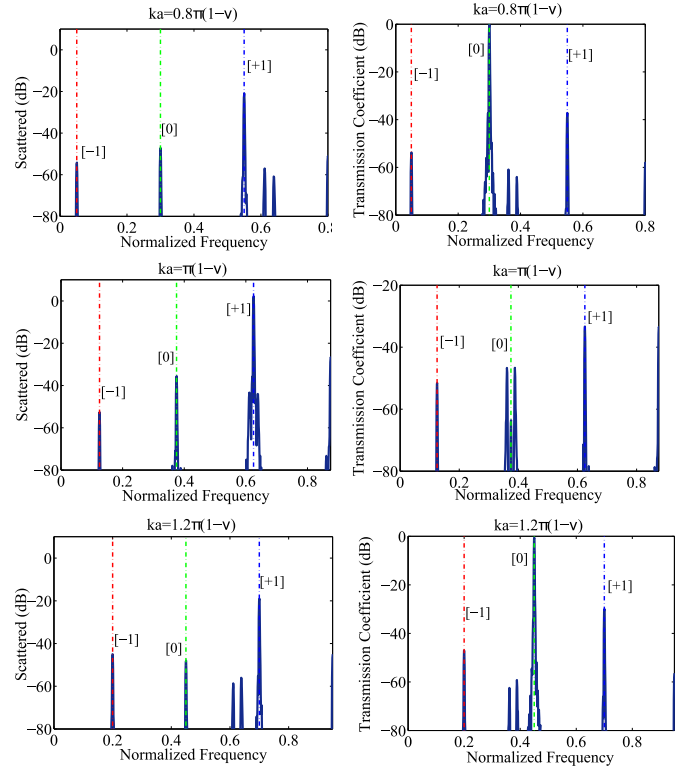 ka=0.8π(1−ν)
0
−20
−40
−60
−80
Scattered (dB)
[−1]
[0]
[+1]
0 0.2 0.4 0.6 0.8
Normalized Frequency
ka=0.8π(1−ν)
0
−20
−40
−60
−80
Transmission Coefficient (dB)
[−1]
[0]
[+1]
0 0.2 0.4 0.6 0.8
Normalized Frequency
ka=π(1−ν)
0
−20
−40
−60
−80
Scattered (dB)
[−1]
[0]
[+1]
0 0.2 0.4 0.6 0.8
Normalized Frequency
ka=π(1−ν)
−20
−40
−60
−80
Transmission Coefficient (dB)
[−1]
[0]
[+1]
0 0.2 0.4 0.6 0.8
Normalized Frequency
ka=1.2π(1−ν)
0
−20
−40
−60
−80
Scattered (dB)
[−1]
[0]
[+1]
0 0.2 0.4 0.6 0.8
Normalized Frequency
ka=1.2π(1−ν)
0
−20
−40
−60
−80
Transmission Coefficient (dB)
[−1]
[0]
[+1]
0 0.2 0.4 0.6 0.8
Normalized Frequency